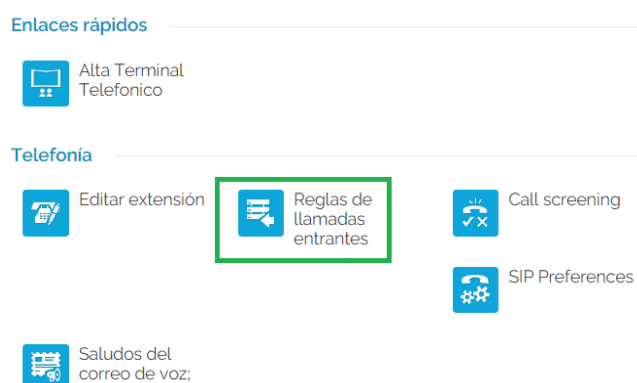 Enlaces rápidos
Alta Terminal
Telefonico
Telefonía
Editar extensión
Reglas de
llamadas
entrantes
Call screening
SIP Preferences
Saludos del
correo de voz;